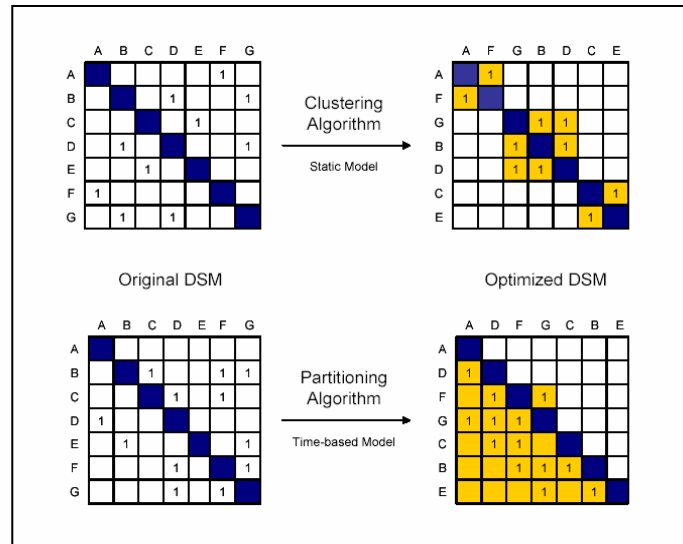 A B C D E F G
A 1
B 1 1
C 1
D 1 1
E 1
F 1
G 1 1
Clustering
Algorithm
Static Model
A F G B D C E
A 1
F 1
G 1 1
B 1 1
D 1 1
C 1
E 1
Original DSM
Optimized DSM
A B C D E F G
A
B 1 1 1
C 1 1
D 1
E 1 1
F 1 1
G 1 1
Partitioning
Algorithm
Time-based Model
A D F G C B E
A
D 1
F 1 1
G 1 1 1
C 1 1
B 1 1 1
E 1 1